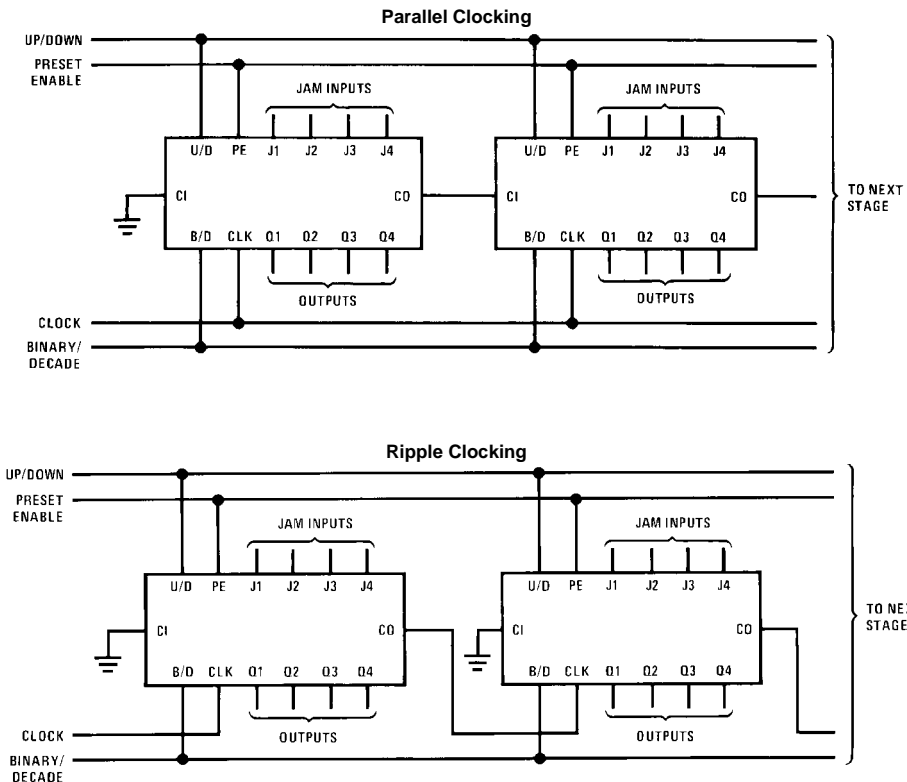 Parallel Clocking
UP/DOWN
PRESET
ENABLE
JAM INPUTS
JAM INPUTS
U/D PE J1 J2 J3 J4
U/D PE J1 J2 J3 J4
CI
CO
CI
CO
TO NEXT
STAGE
B/D CLK Q1 Q2 Q3 Q4
B/D CLK Q1 Q2 Q3 Q4
OUTPUTS
OUTPUTS
CLOCK
BINARY/
DECADE
Ripple Clocking
UP/DOWN
PRESET
ENABLE
JAM INPUTS
JAM INPUTS
U/D PE J1 J2 J3 J4
U/D PE J1 J2 J3 J4
CI
CO
CI
CO
TO
STAGE
B/D CLK Q1 Q2 Q3 Q4
B/D CLK Q1 Q2 Q3 Q4
OUTPUTS
OUTPUTS
CLOCK
BINARY/
DECADE